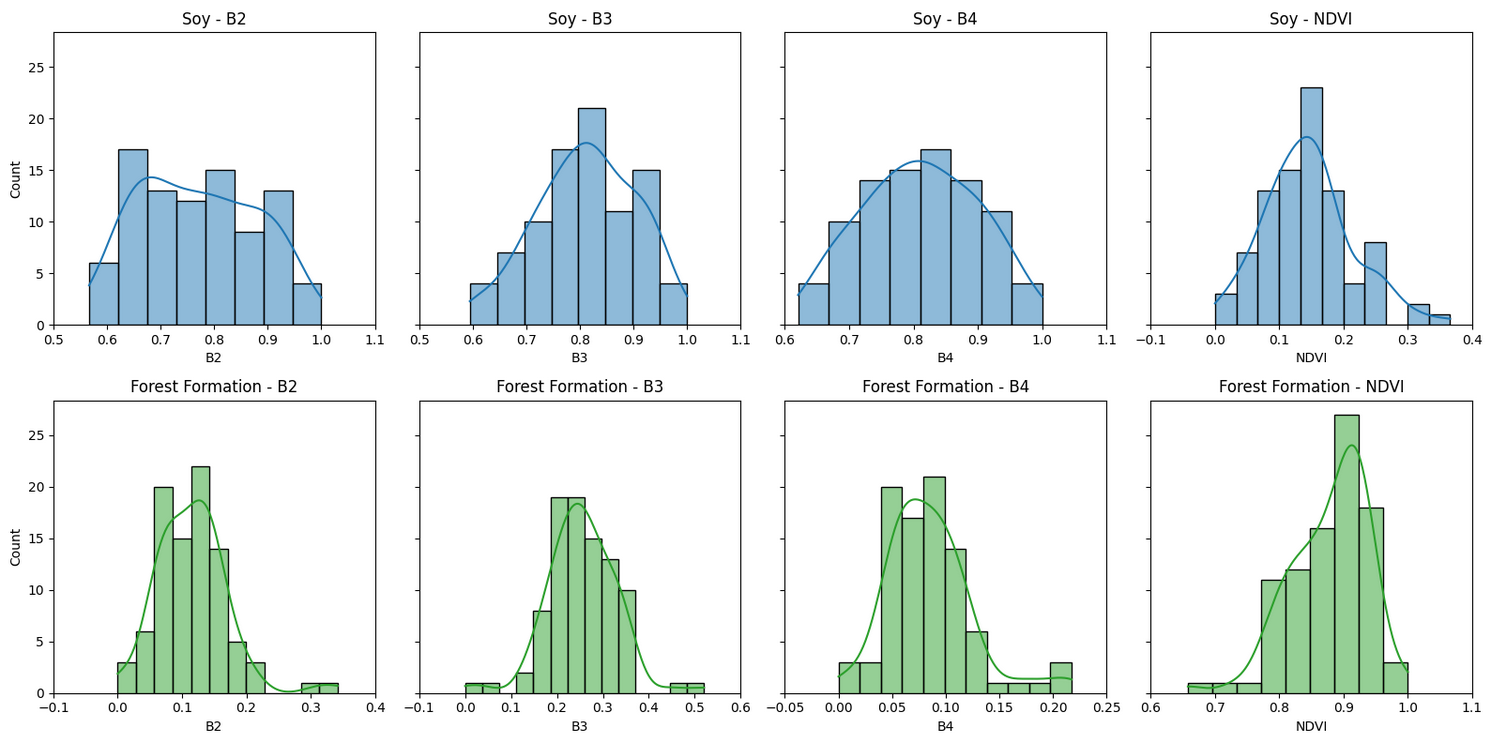 Soy - B2 Soy - B3 Soy - B4 Soy - NDVI
25
20
15
10
5
0
Count
0.5 0.6 0.7 0.8 0.9 1.0 1.1
B2
0.5 0.6 0.7 0.8 0.9 1.0 1.1
B3
0.6 0.7 0.8 0.9 1.0 1.1
B4
−0.1 0.0 0.1 0.2 0.3 0.4
NDVI
Forest Formation - B2 Forest Formation - B3 Forest Formation - B4 Forest Formation - NDVI
25
20
15
10
5
0
Count
−0.1 0.0 0.1 0.2 0.3 0.4
B2
−0.1 0.0 0.1 0.2 0.3 0.4 0.5 0.6
B3
−0.05 0.00 0.05 0.10 0.15 0.20 0.25
B4
0.6 0.7 0.8 0.9 1.0 1.1
NDVI